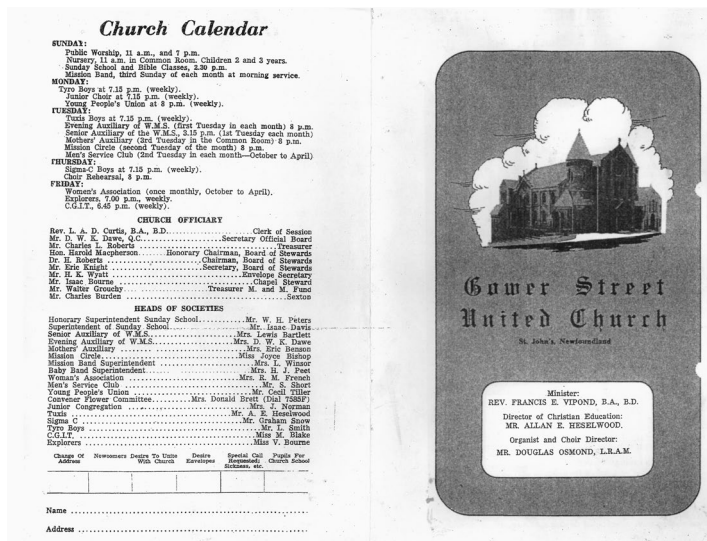 Church Calendar
SUNDAY:
Public Worship, 11 a.m., and 7 p.m.
Nursery, 11 a.m. in Common Room. Children 2 and 3 years.
Sunday School and Bible Classes, 2.30 p.m.
Mission Band, third Sunday of each month at morning service.
MONDAY:
Tyro Boys at 7.15 p.m. (weekly).
Junior Choir at 7.15 p.m. (weekly).
Young People's Union at 8 p.m. (weekly).
TUESDAY:
Tuxis Boys at 7.15 p.m. (weekly).
Evening Auxiliary of W.M.S. (first Tuesday in each month) 8 p.m.
Senior Auxiliary of the W.M.S., 3.15 p.m. (1st Tuesday each month)
Mothers' Auxiliary (3rd Tuesday in the Common Room) 8 p.m.
Mission Circle (second Tuesday of the month) 8 p.m.
Men's Service Club (2nd Tuesday in each month—October to April)
THURSDAY:
Sigma-C Boys at 7.15 p.m. (weekly).
Choir Rehearsal, 8 p.m.
FRIDAY:
Women's Association (once monthly, October to April).
Explorers, 7.00 p.m., weekly.
C.G.I.T., 6.45 p.m. (weekly).
CHURCH OFFICIARY
Rev. L. A. D. Curtis, B.A., B.D. Clerk of Session
Mr. D. W. K. Dawe, Q.C. Secretary Official Board
Mr. Charles L. Roberts Treasurer
Hon. Harold Macpherson Honorary Chairman, Board of Stewards
Dr. H. Roberts Chairman, Board of Stewards
Mr. Eric Knight Secretary, Board of Stewards
Mr. H. K. Wyatt Envelope Secretary
Mr. Isaac Bourne Chapel Steward
Mr. Walter Grouchy Treasurer M. and M. Fund
Mr. Charles Burden Sexton
HEADS OF SOCIETIES
Honorary Superintendent Sunday School Mr. W. H. Peters
Superintendent of Sunday School Mr. Isaac Davis
Senior Auxiliary of W.M.S. Mrs. Lewis Bartlett
Evening Auxiliary of W.M.S. Mrs. D. W. K. Dawe
Mothers' Auxiliary Mrs. Eric Benson
Mission Circle Miss Joyce Bishop
Mission Band Superintendent Mrs. L. Winsor
Baby Band Superintendent Mrs. H. J. Peet
Woman's Association Mrs. R. M. French
Men's Service Club Mr. S. Short
Young People's Union Mr. Cecil Tiller
Convener Flower Committee Mrs. Donald Brett (Dial 7585F)
Junior Congregation Mrs. J. Norman
Tuxis Mr. A. E. Heselwood
Sigma C Mr. Graham Snow
Tyro Boys Mr. L. Smith
C.G.I.T. Miss M. Blake
Explorers Miss V. Bourne
Change Of Address
Newcomers
Desire To Unite With Church
Desire Envelopes
Special Call Requested; Sickness, etc.
Pupils For Church School
Name
Address
Gower Street
United Church
St. John's, Newfoundland
Minister:
REV. FRANCIS E. VIPOND, B.A., B.D.
Director of Christian Education:
MR. ALLAN E. HESELWOOD.
Organist and Choir Director:
MR. DOUGLAS OSMOND, L.R.A.M.